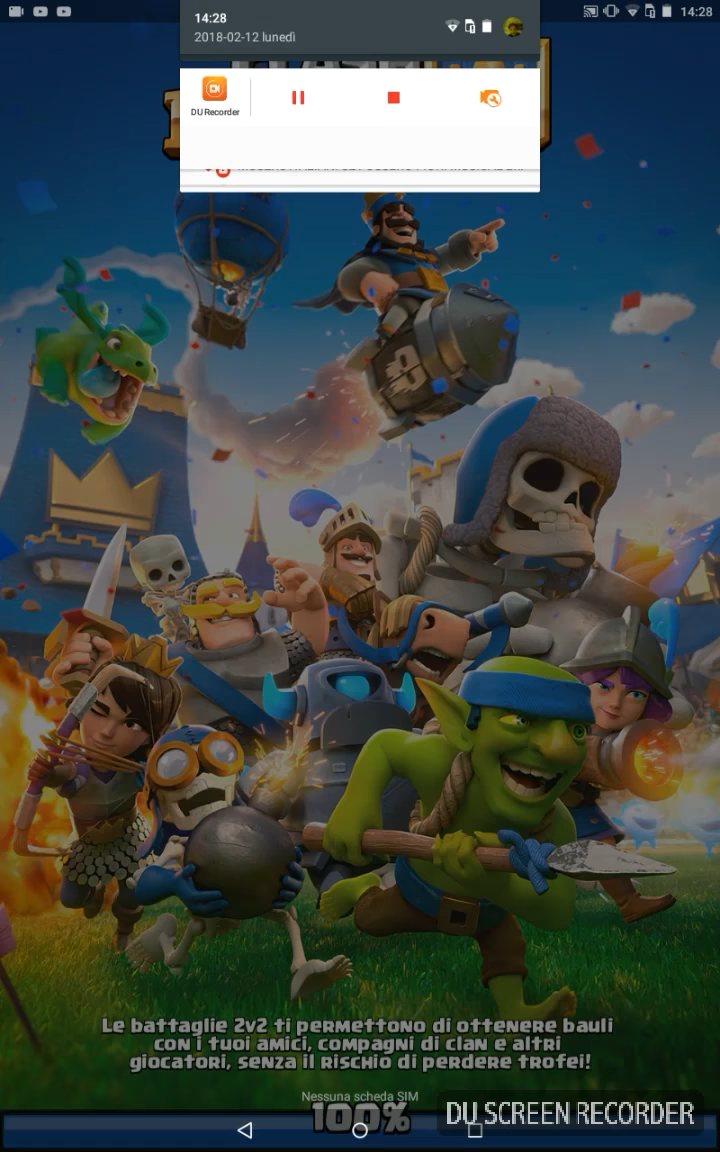 14:28
14:28
2018-02-12 lunedì
DU Recorder
Le battaglie 2v2 ti permettono di ottenere bauli
con i tuoi amici, compagni di clan e altri
giocatori, senza il rischio di perdere trofei!
Nessuna scheda SIM
100%
DU SCREEN RECORDER